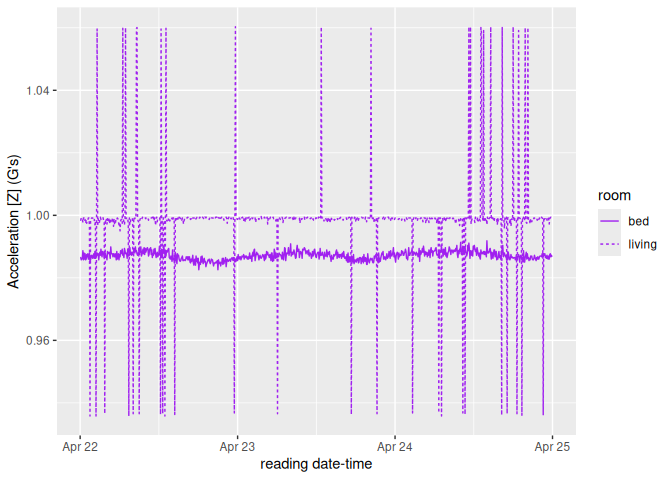 Acceleration [Z] (G's)
1.04
1.00
0.96
Apr 22
Apr 23
Apr 24
Apr 25
reading date-time
room
bed
living